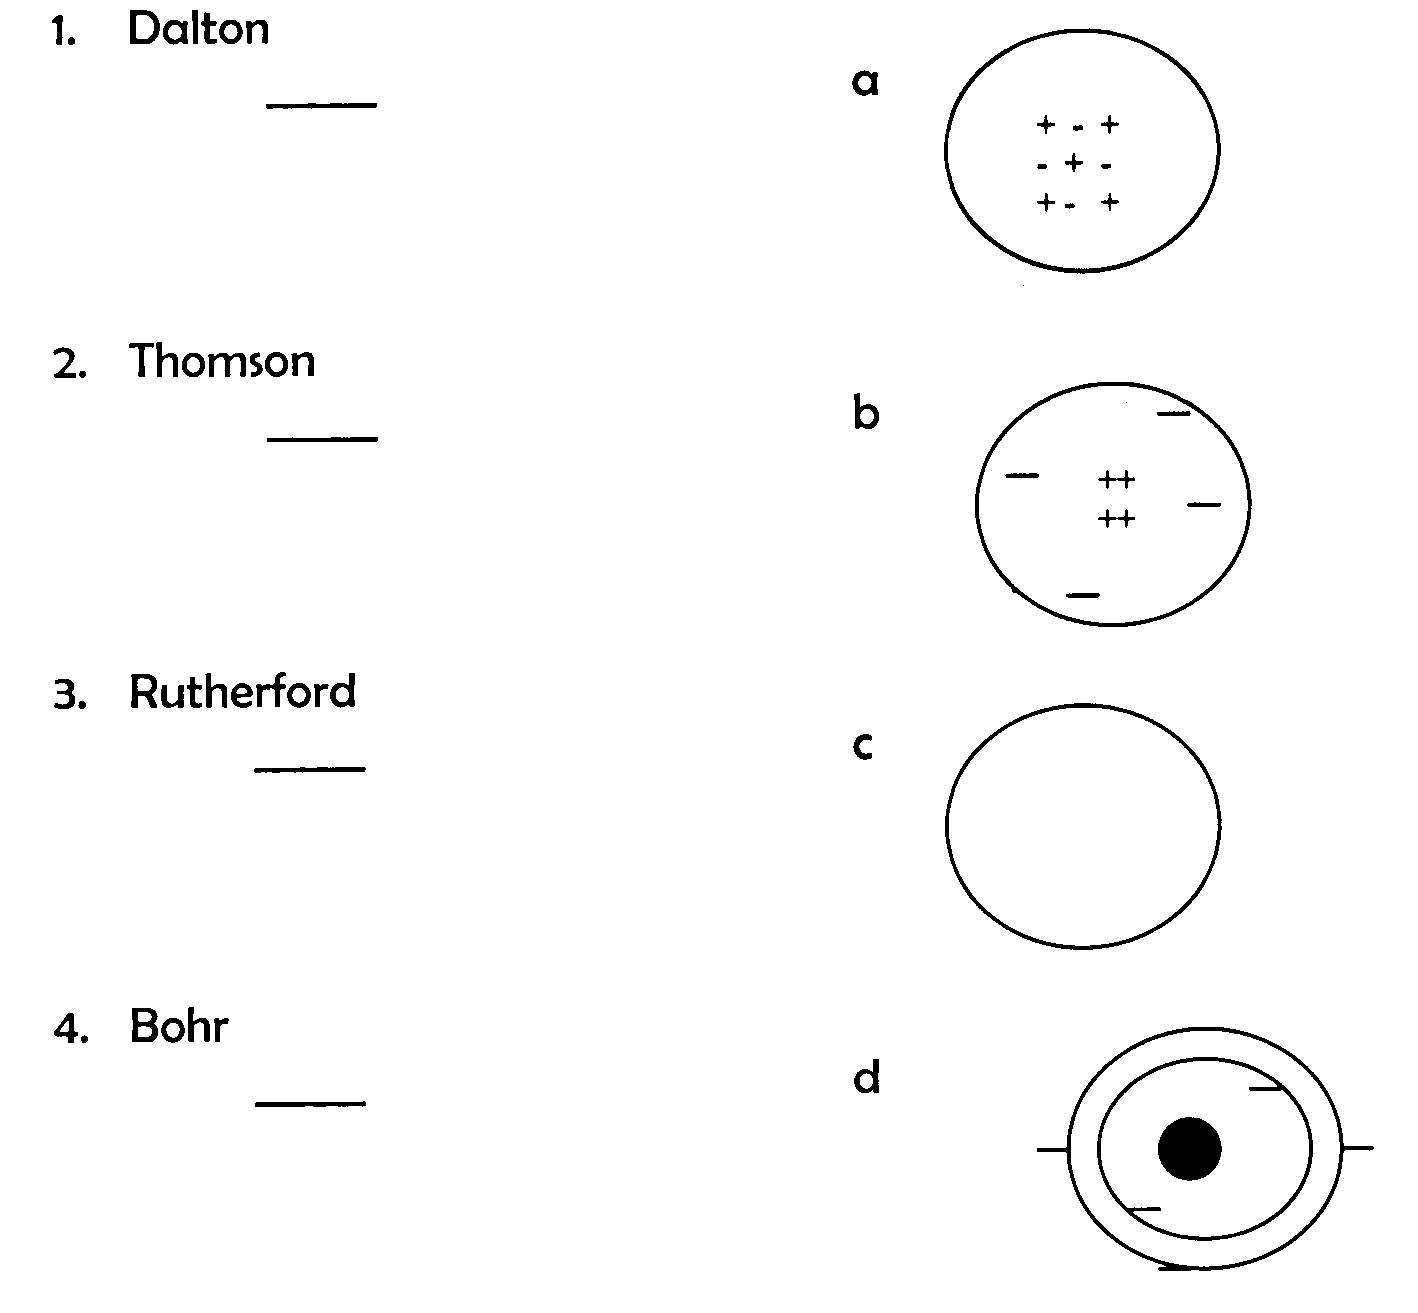 1. Dalton
a
+ - +
- + -
+ - +
2. Thomson
b
—
— ++ —
++
—
3. Rutherford
c
4. Bohr
d